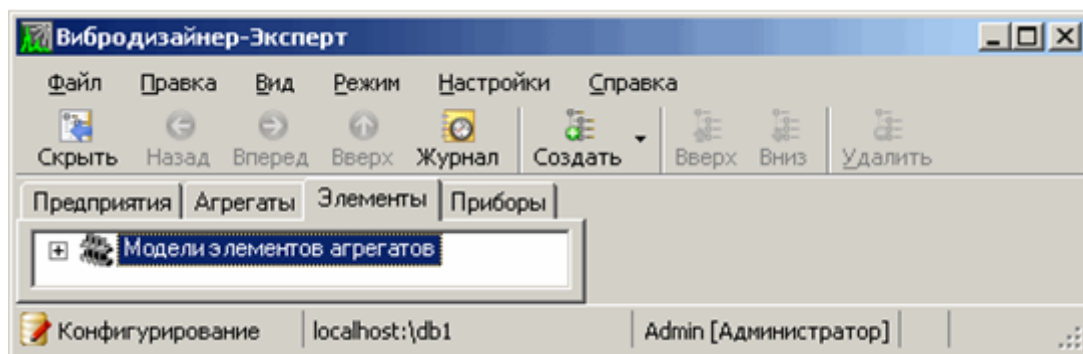 Вибродизайнер-Эксперт
Файл Правка Вид Режим Настройки Справка
Скрыть Назад Вперед Вверх Журнал Создать Вверх Вниз Удалить
Предприятия Агрегаты Элементы Приборы
Модели элементов агрегатов
Конфигурирование localhost:\db1 Admin [Администратор]